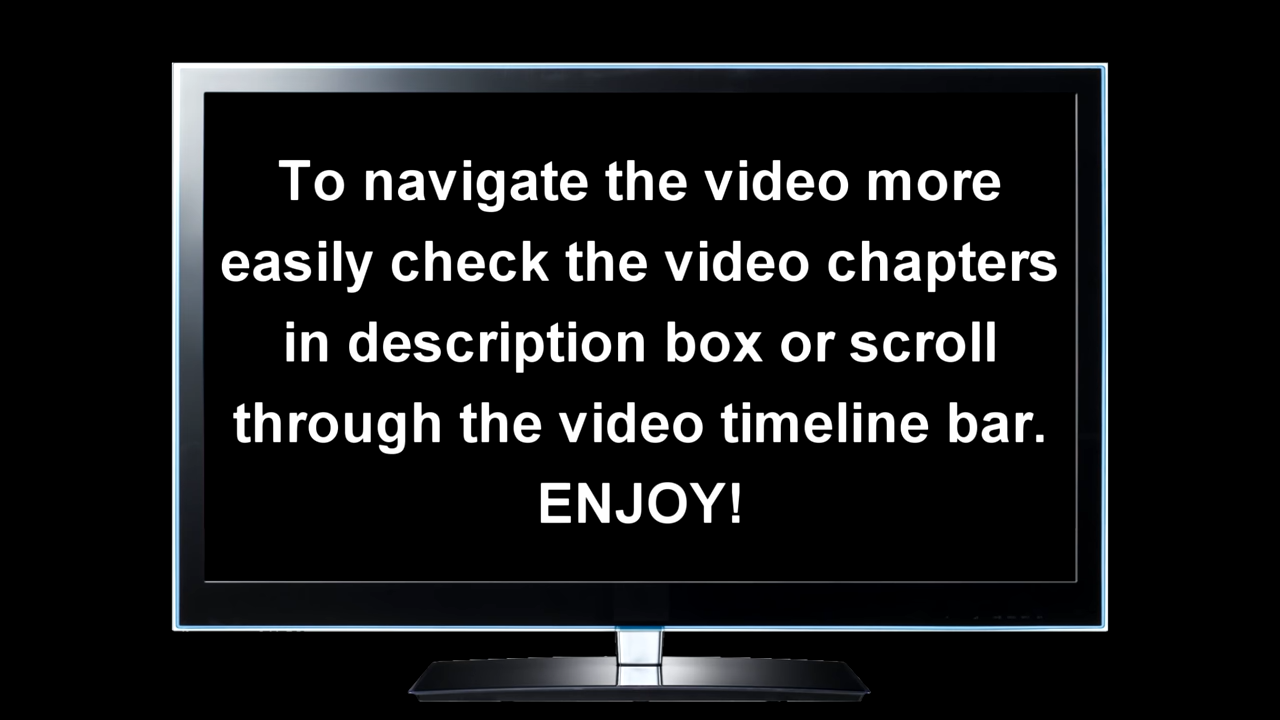 To navigate the video more
easily check the video chapters
in description box or scroll
through the video timeline bar.
ENJOY!